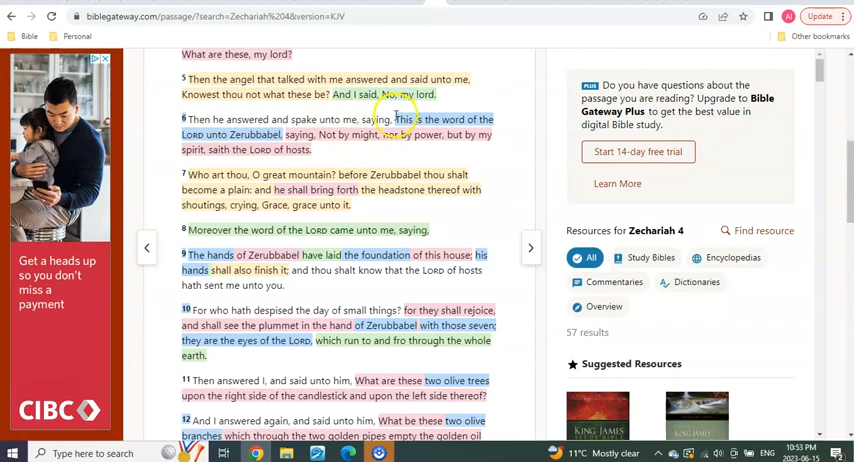 biblegateway.com/passage/?search=Zechariah%204&version=KJV
AI
Update
Bible
Personal
Other bookmarks
What are these, my lord?
5 Then the angel that talked with me answered and said unto me,
Knowest thou not what these be? And I said, No, my lord.
6 Then he answered and spake unto me, saying, This is the word of the
LORD unto Zerubbabel, saying, Not by might, nor by power, but by my
spirit, saith the LORD of hosts.
7 Who art thou, O great mountain? before Zerubbabel thou shalt
become a plain: and he shall bring forth the headstone thereof with
shoutings, crying, Grace, grace unto it.
8 Moreover the word of the LORD came unto me, saying,
9 The hands of Zerubbabel have laid the foundation of this house; his
hands shall also finish it; and thou shalt know that the LORD of hosts
hath sent me unto you.
10 For who hath despised the day of small things? for they shall rejoice,
and shall see the plummet in the hand of Zerubbabel with those seven;
they are the eyes of the LORD, which run to and fro through the whole
earth.
11 Then answered I, and said unto him, What are these two olive trees
upon the right side of the candlestick and upon the left side thereof?
12 And I answered again, and said unto him, What be these two olive
branches which through the two golden pipes empty the golden oil
Get a heads up
so you don't
miss a
payment
CIBC
PLUS Do you have questions about the
passage you are reading? Upgrade to Bible
Gateway Plus to get the best value in
digital Bible study.
Start 14-day free trial
Learn More
Resources for Zechariah 4
Find resource
All
Study Bibles
Encyclopedias
Commentaries
Dictionaries
Overview
57 results
Suggested Resources
KING JAMES
KING JAMES
Type here to search
11°C Mostly clear
ENG
10:53 PM
2023-06-15
2